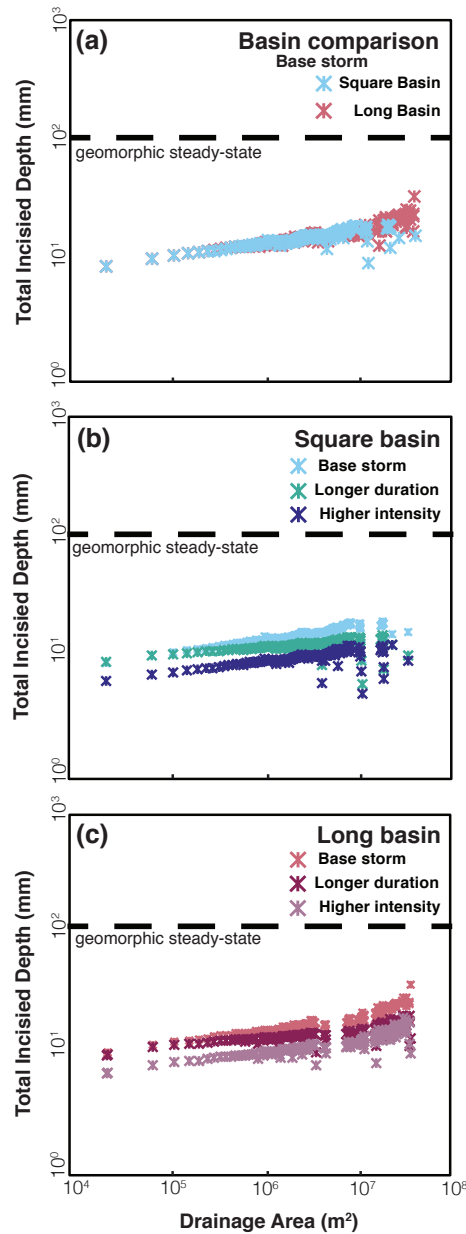 (a)
Basin comparison
Base storm
Square Basin
Long Basin
geomorphic steady-state
10³
10²
10¹
10⁰
Total Incisied Depth (mm)
(b)
Square basin
Base storm
Longer duration
Higher intensity
geomorphic steady-state
10³
10²
10¹
10⁰
Total Incisied Depth (mm)
(c)
Long basin
Base storm
Longer duration
Higher intensity
geomorphic steady-state
10³
10²
10¹
10⁰
Total Incisied Depth (mm)
10⁴ 10⁵ 10⁶ 10⁷ 10⁸
Drainage Area (m²)